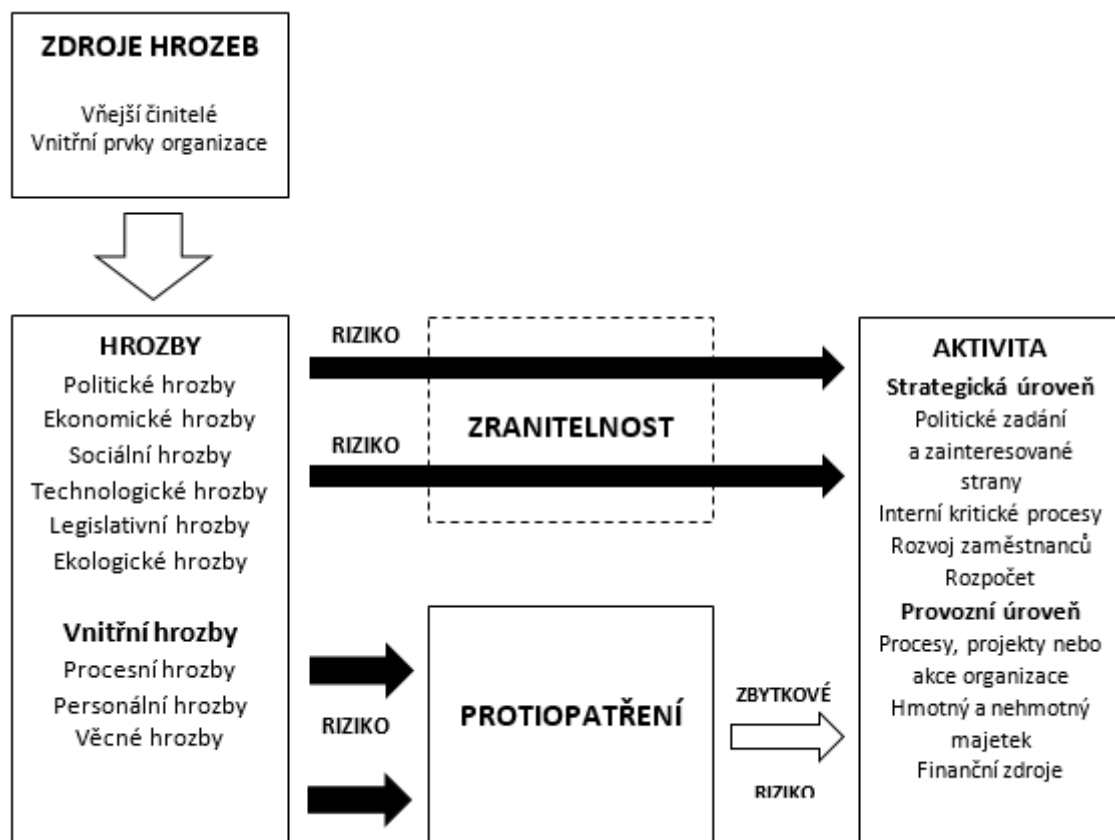 ZDROJE HROZEB
Vňejší činitelé
Vnitřní prvky organizace
HROZBY
Politické hrozby
Ekonomické hrozby
Sociální hrozby
Technologické hrozby
Legislativní hrozby
Ekologické hrozby
Vnitřní hrozby
Procesní hrozby
Personální hrozby
Věcné hrozby
RIZIKO
RIZIKO
ZRANITELNOST
RIZIKO
PROTIOPATŘENÍ
ZBYTKOVÉ
RIZIKO
AKTIVITA
Strategická úroveň
Politické zadání
a zainteresované
strany
Interní kritické procesy
Rozvoj zaměstnanců
Rozpočet
Provozní úroveň
Procesy, projekty nebo
akce organizace
Hmotný a nehmotný
majetek
Finanční zdroje